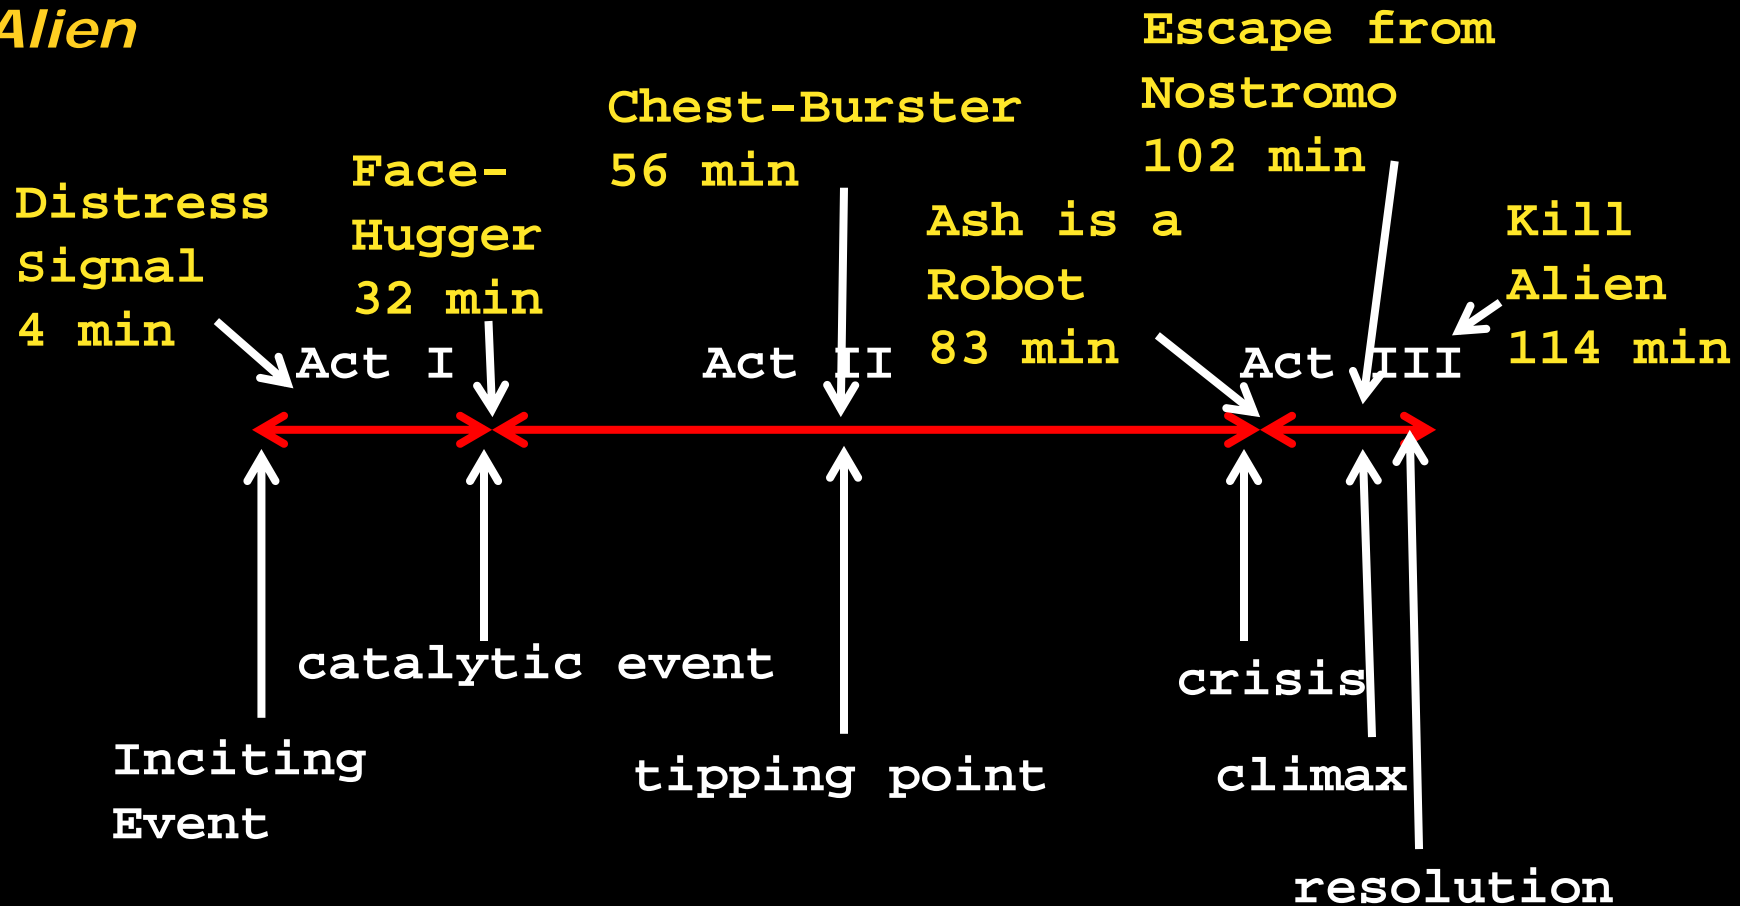 Alien
Distress
Signal
4 min
Face-
Hugger
32 min
Chest-Burster
56 min
Ash is a
Robot
83 min
Escape from
Nostromo
102 min
Kill
Alien
114 min
Act I
Act II
Act III
Inciting
Event
catalytic event
tipping point
crisis
climax
resolution